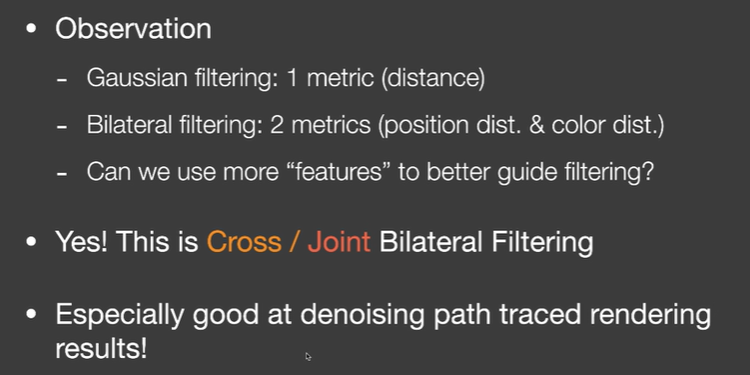 • Observation
- Gaussian filtering: 1 metric (distance)
- Bilateral filtering: 2 metrics (position dist. & color dist.)
- Can we use more “features” to better guide filtering?
• Yes! This is Cross / Joint Bilateral Filtering
• Especially good at denoising path traced rendering
results!